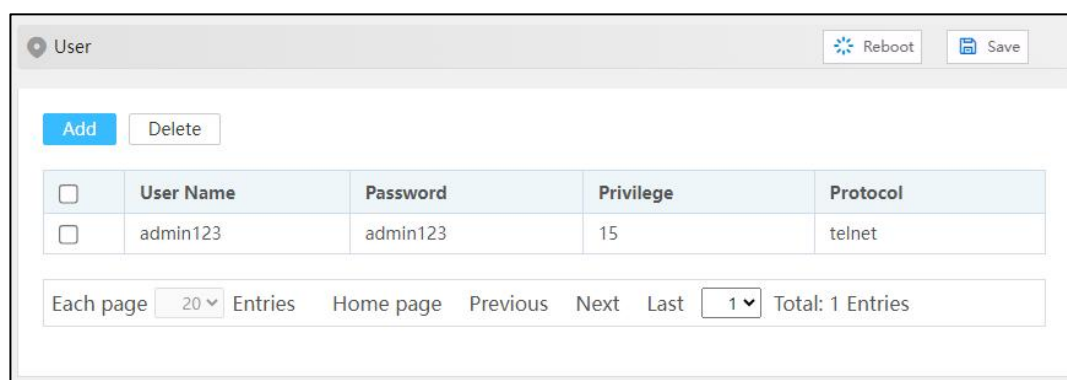 User Reboot Save
Add Delete
User Name Password Privilege Protocol
admin123 admin123 15 telnet
Each page 20 Entries Home page Previous Next Last 1 Total: 1 Entries